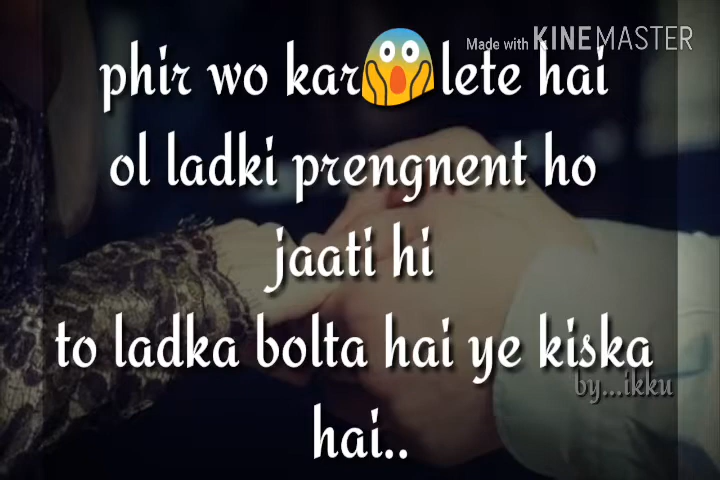 Made with KINEMASTER
phir wo kar😱lete hai
ol ladki prengnent ho
jaati hi
to ladka bolta hai ye kiska
by...ikku
hai..